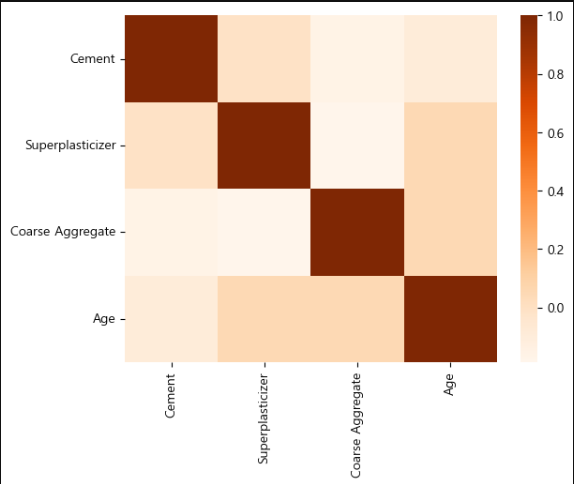 Cement
Superplasticizer
Coarse Aggregate
Age
Cement
Superplasticizer
Coarse Aggregate
Age
1.0
0.8
0.6
0.4
0.2
0.0